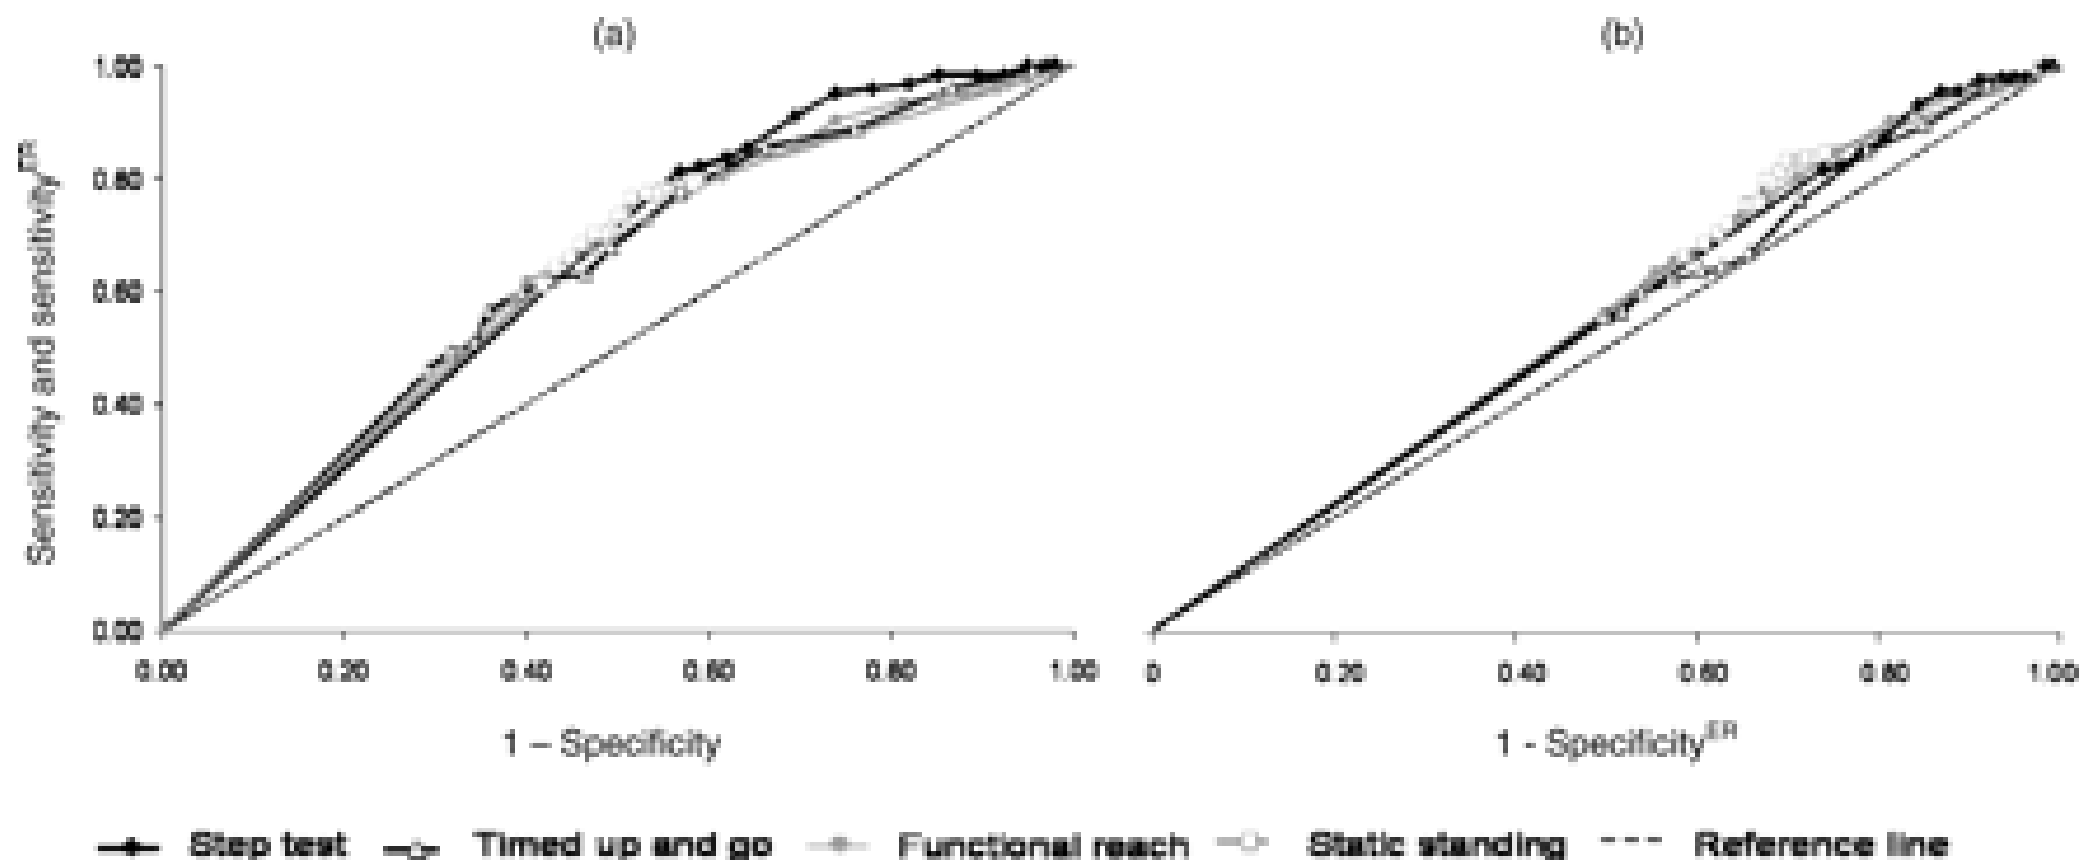 (a)
(b)
Sensitivity and sensitivity^ER
1.00
0.80
0.60
0.40
0.20
0.00
0.00 0.20 0.40 0.60 0.80 1.00
0 0.20 0.40 0.60 0.80 1.00
1 – Specificity
1 - Specificity^ER
Step test Timed up and go Functional reach Static standing Reference line